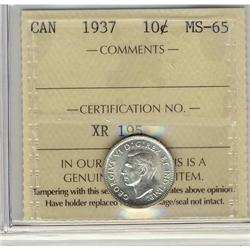 CAN 1937 10¢ MS-65
— COMMENTS —
— CERTIFICATION NO. —
XR 195
IN OUR IS A
GENUIN ITEM.
Tampering with this se ates above opinion.
Have holder replaced age/seal not intact.
GEORGIVS VI D:G:REX ET IND:IMP: